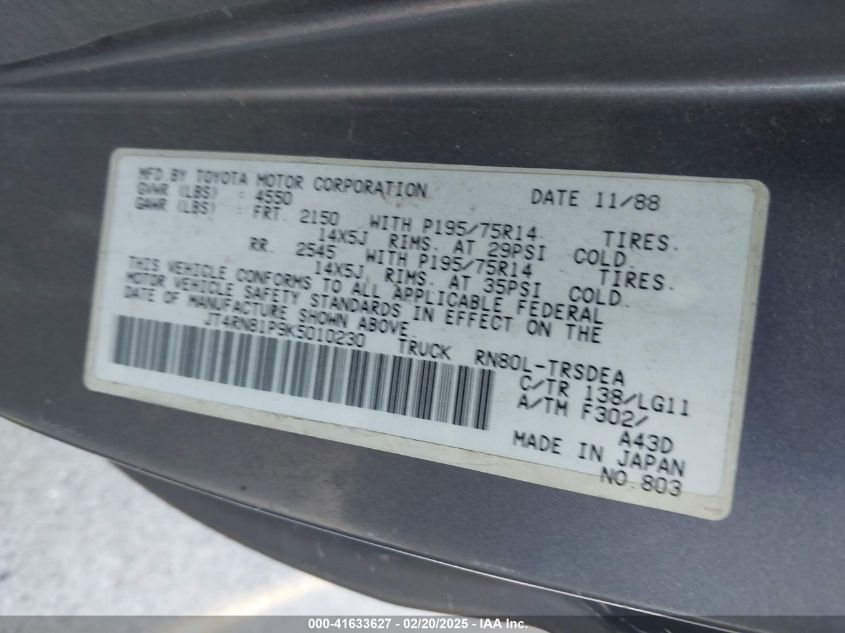 MFD BY TOYOTA MOTOR CORPORATION DATE 11/88
GVWR (LBS) : 4550
GAWR (LBS) : FRT. 2150 WITH P195/75R14 TIRES.
14X5J RIMS. AT 29PSI COLD.
RR. 2545 WITH P195/75R14 TIRES.
14X5J RIMS. AT 35PSI COLD.
THIS VEHICLE CONFORMS TO ALL APPLICABLE FEDERAL
MOTOR VEHICLE SAFETY STANDARDS IN EFFECT ON THE
DATE OF MANUFACTURE SHOWN ABOVE.
JT4RN81P9K5010230 TRUCK RN80L-TRSDEA
C/TR 138/LG11
A/TM F302/
A43D
MADE IN JAPAN
NO.803
000-41633627 - 02/20/2025 - IAA Inc.